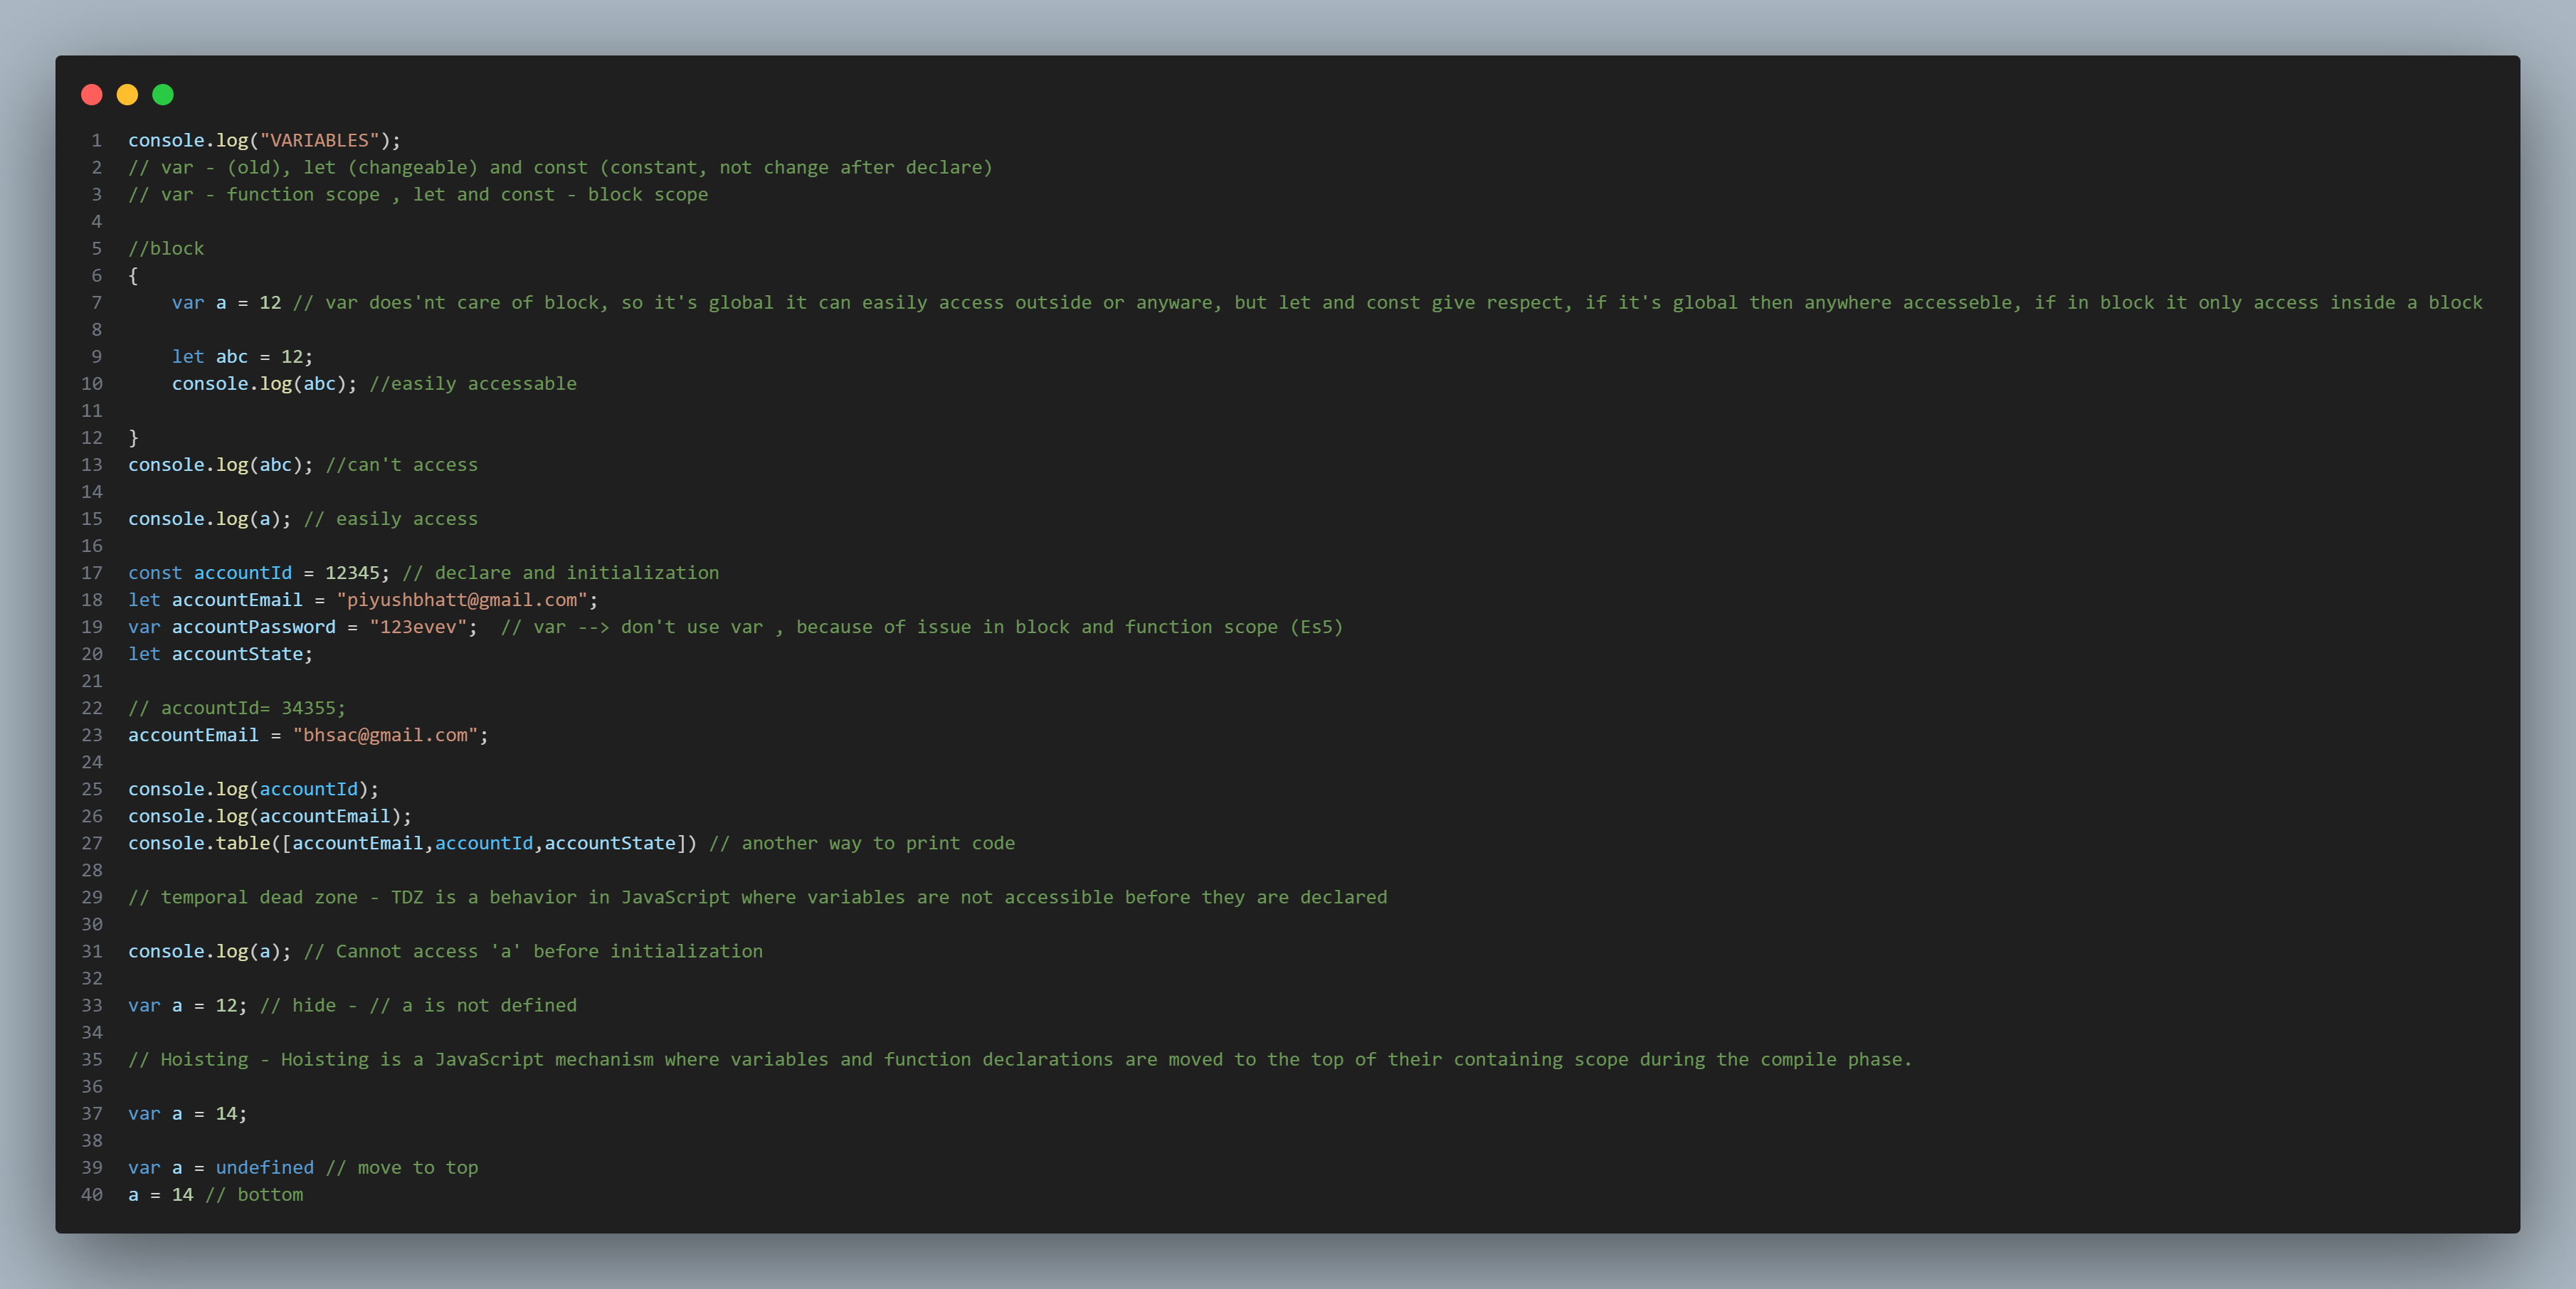 1 console.log("VARIABLES");
2 // var - (old), let (changeable) and const (constant, not change after declare)
3 // var - function scope , let and const - block scope
4
5 //block
6 {
7     var a = 12 // var does'nt care of block, so it's global it can easily access outside or anyware, but let and const give respect, if it's global then anywhere accesseble, if in block it only access inside a block
8
9     let abc = 12;
10     console.log(abc); //easily accessable
11
12 }
13 console.log(abc); //can't access
14
15 console.log(a); // easily access
16
17 const accountId = 12345; // declare and initialization
18 let accountEmail = "piyushbhatt@gmail.com";
19 var accountPassword = "123evev";  // var --> don't use var , because of issue in block and function scope (Es5)
20 let accountState;
21
22 // accountId= 34355;
23 accountEmail = "bhsac@gmail.com";
24
25 console.log(accountId);
26 console.log(accountEmail);
27 console.table([accountEmail,accountId,accountState]) // another way to print code
28
29 // temporal dead zone - TDZ is a behavior in JavaScript where variables are not accessible before they are declared
30
31 console.log(a); // Cannot access 'a' before initialization
32
33 var a = 12; // hide - // a is not defined
34
35 // Hoisting - Hoisting is a JavaScript mechanism where variables and function declarations are moved to the top of their containing scope during the compile phase.
36
37 var a = 14;
38
39 var a = undefined // move to top
40 a = 14 // bottom